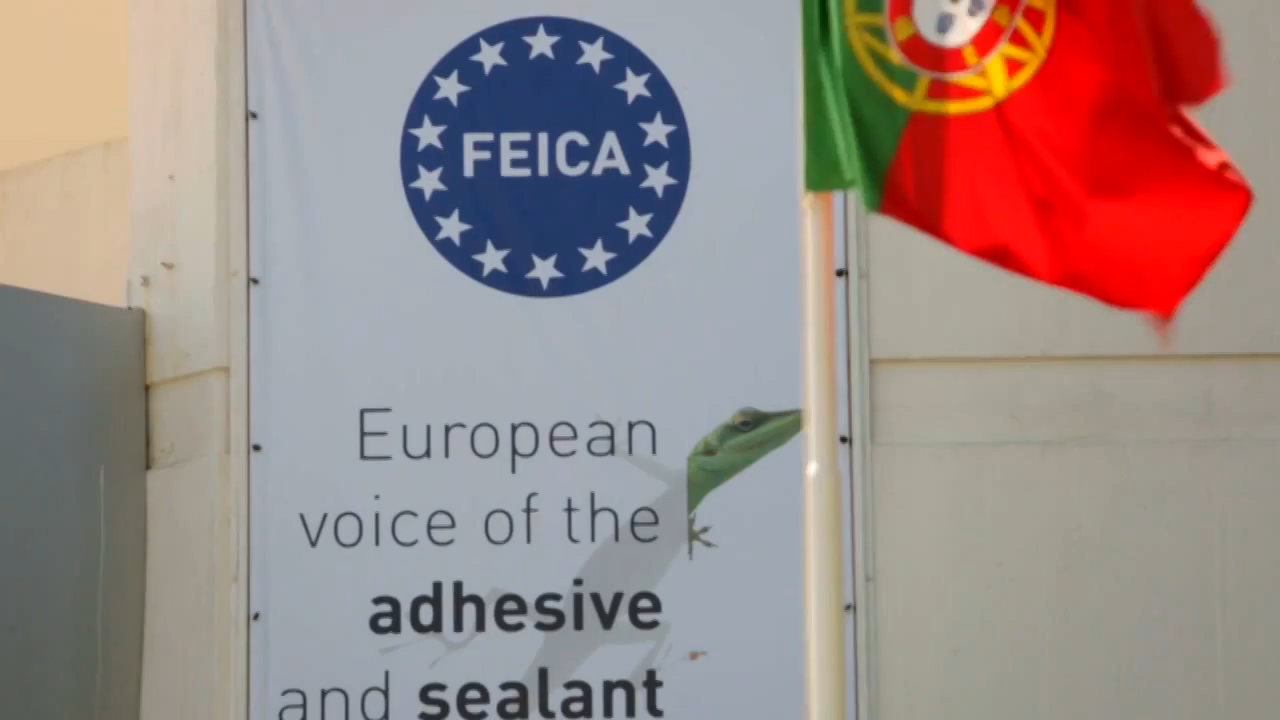 FEICA
European
voice of the
adhesive
and sealant